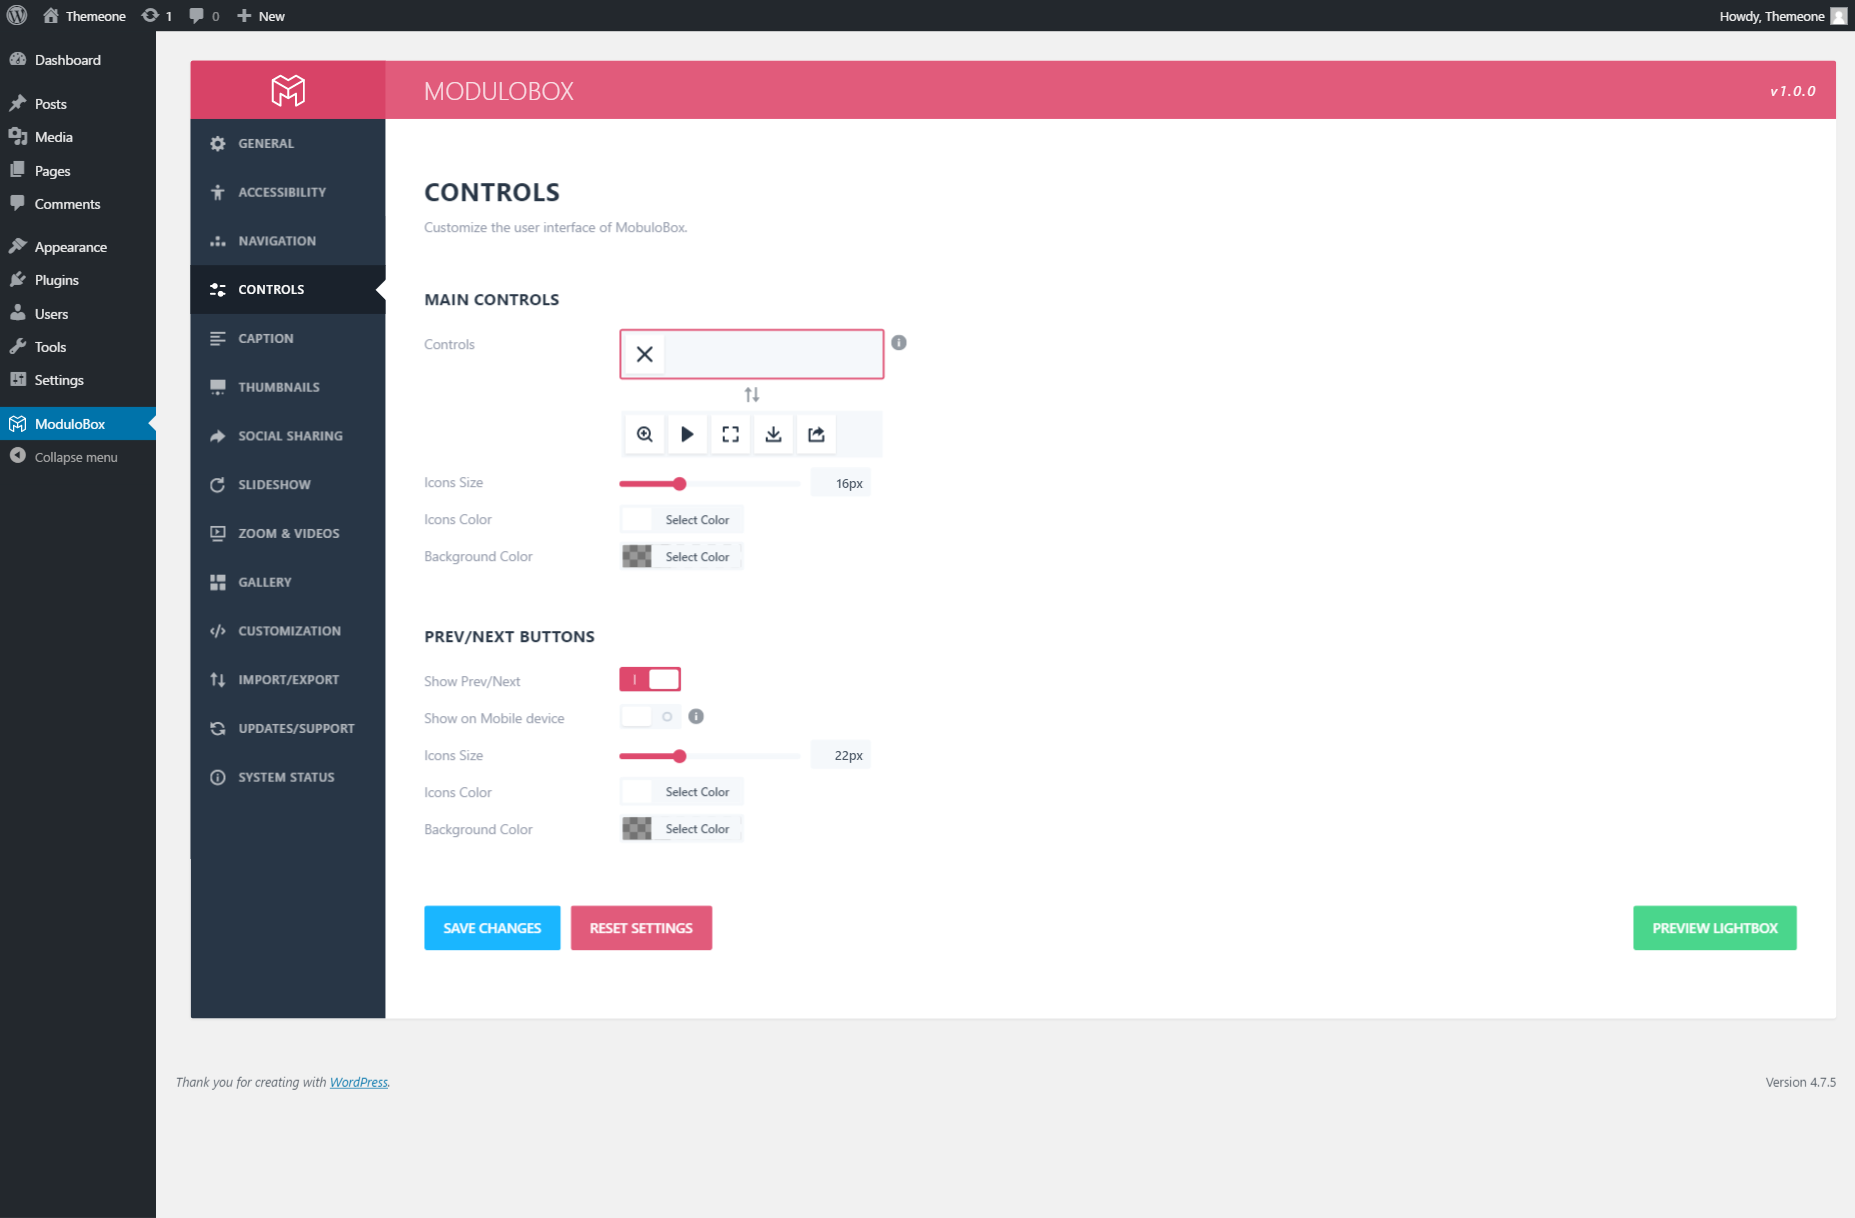 Themeone 1 0 New
Howdy, Themeone
Dashboard
Posts
Media
Pages
Comments
Appearance
Plugins
Users
Tools
Settings
ModuloBox
Collapse menu
MODULOBOX
v1.0.0
GENERAL
ACCESSIBILITY
NAVIGATION
CONTROLS
CAPTION
THUMBNAILS
SOCIAL SHARING
SLIDESHOW
ZOOM & VIDEOS
GALLERY
CUSTOMIZATION
IMPORT/EXPORT
UPDATES/SUPPORT
SYSTEM STATUS
CONTROLS
Customize the user interface of MobuloBox.
MAIN CONTROLS
Controls
Icons Size 16px
Icons Color Select Color
Background Color Select Color
PREV/NEXT BUTTONS
Show Prev/Next
Show on Mobile device
Icons Size 22px
Icons Color Select Color
Background Color Select Color
SAVE CHANGES RESET SETTINGS PREVIEW LIGHTBOX
Thank you for creating with WordPress.
Version 4.7.5